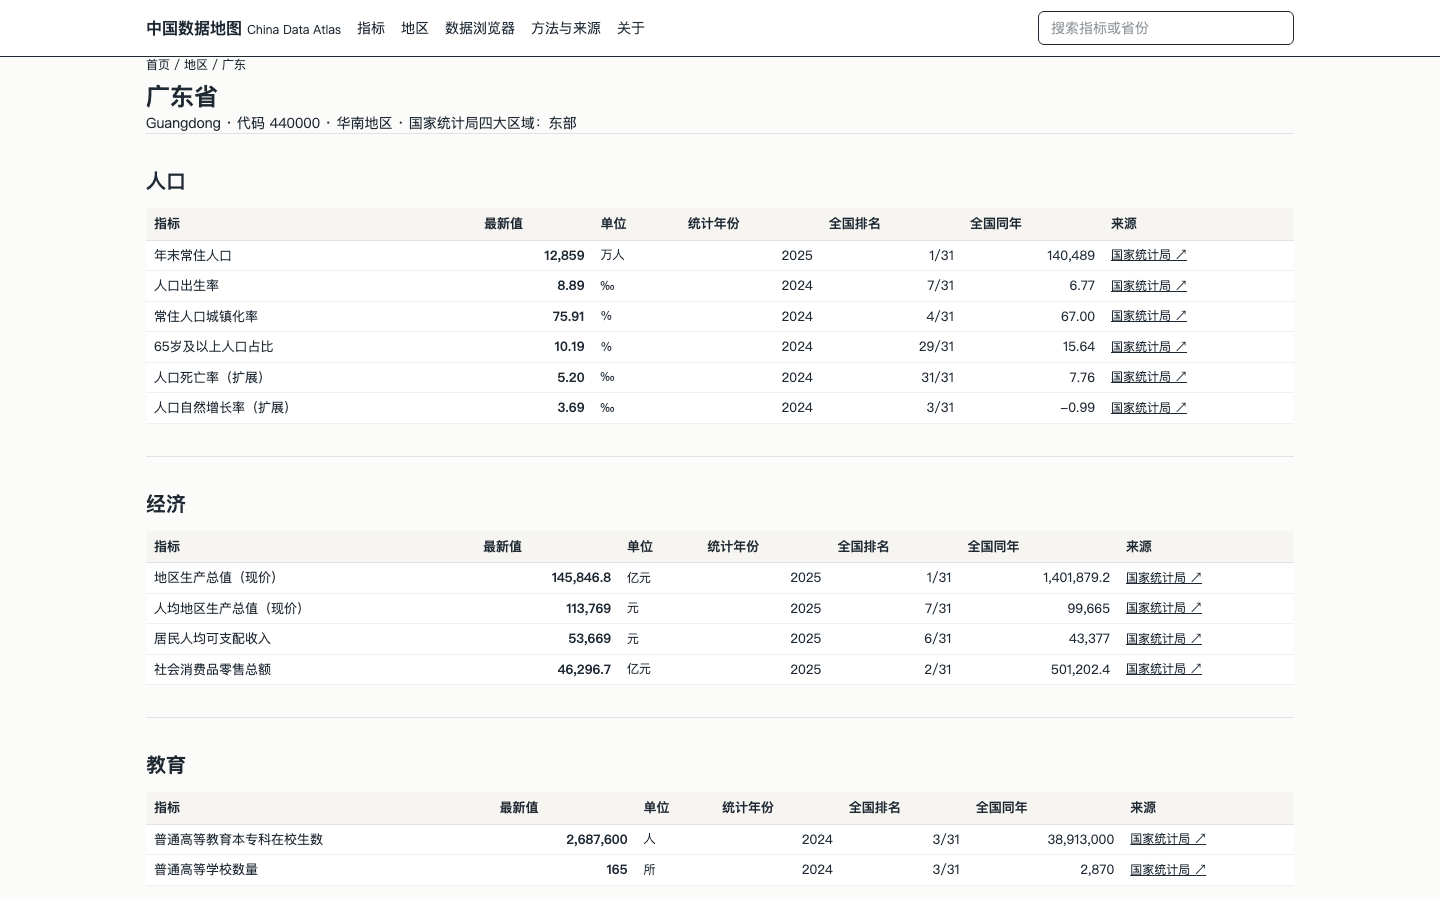 中国数据地图 China Data Atlas 指标 地区 数据浏览器 方法与来源 关于 搜索指标或省份
首页 / 地区 / 广东
广东省
Guangdong · 代码 440000 · 华南地区 · 国家统计局四大区域：东部
人口
指标 最新值 单位 统计年份 全国排名 全国同年 来源
年末常住人口 12,859 万人 2025 1/31 140,489 国家统计局 ↗
人口出生率 8.89 ‰ 2024 7/31 6.77 国家统计局 ↗
常住人口城镇化率 75.91 % 2024 4/31 67.00 国家统计局 ↗
65岁及以上人口占比 10.19 % 2024 29/31 15.64 国家统计局 ↗
人口死亡率（扩展） 5.20 ‰ 2024 31/31 7.76 国家统计局 ↗
人口自然增长率（扩展） 3.69 ‰ 2024 3/31 −0.99 国家统计局 ↗
经济
指标 最新值 单位 统计年份 全国排名 全国同年 来源
地区生产总值（现价） 145,846.8 亿元 2025 1/31 1,401,879.2 国家统计局 ↗
人均地区生产总值（现价） 113,769 元 2025 7/31 99,665 国家统计局 ↗
居民人均可支配收入 53,669 元 2025 6/31 43,377 国家统计局 ↗
社会消费品零售总额 46,296.7 亿元 2025 2/31 501,202.4 国家统计局 ↗
教育
指标 最新值 单位 统计年份 全国排名 全国同年 来源
普通高等教育本专科在校生数 2,687,600 人 2024 3/31 38,913,000 国家统计局 ↗
普通高等学校数量 165 所 2024 3/31 2,870 国家统计局 ↗